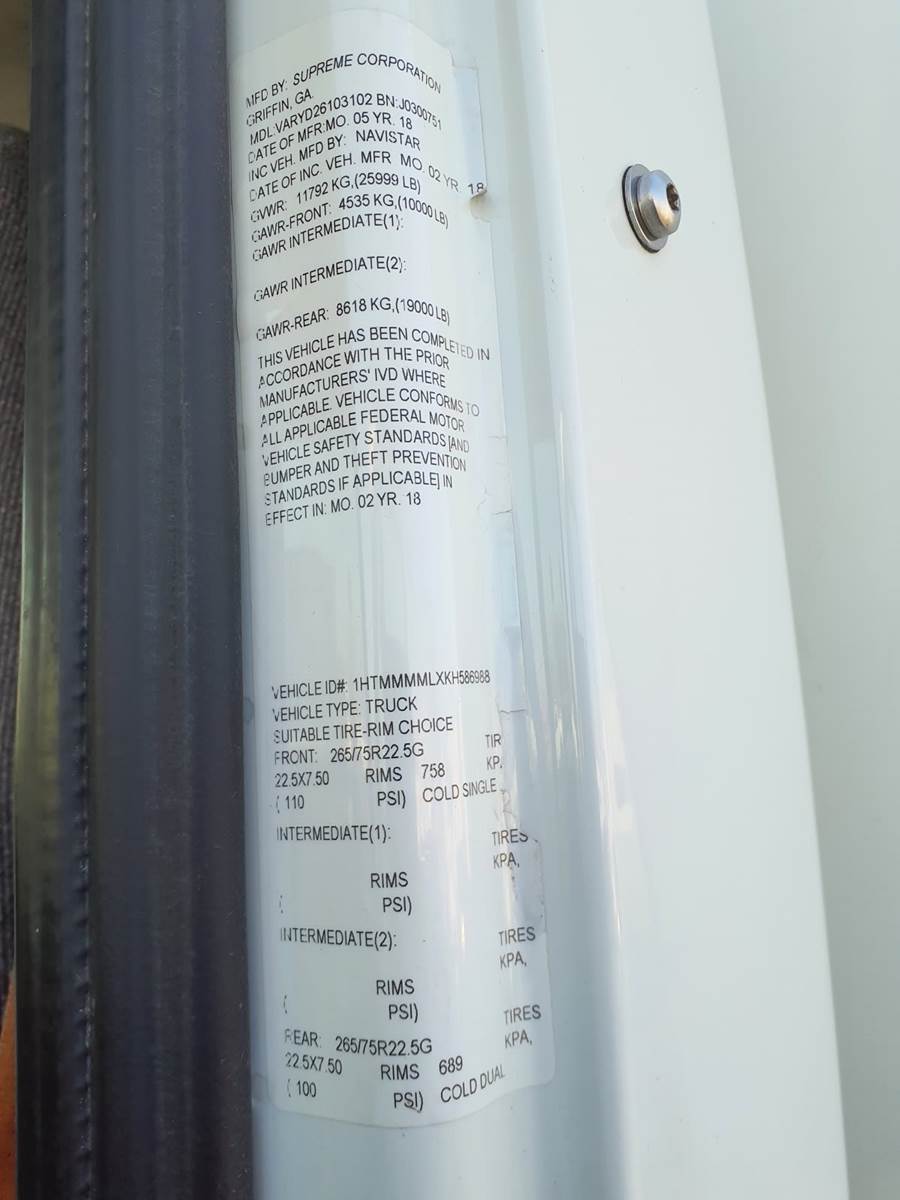 MFD BY: SUPREME CORPORATION
GRIFFIN, GA.
MDL:VARYD26103102 BN:J0300751
DATE OF MFR:MO. 05 YR. 18
INC VEH. MFD BY: NAVISTAR
DATE OF INC. VEH. MFR MO. 02 YR 18
GVWR: 11792 KG,(25999 LB)
GAWR-FRONT: 4535 KG,(10000 LB)
GAWR INTERMEDIATE(1):
GAWR INTERMEDIATE(2):
GAWR-REAR: 8618 KG,(19000 LB)
THIS VEHICLE HAS BEEN COMPLETED IN
ACCORDANCE WITH THE PRIOR
MANUFACTURERS' IVD WHERE
APPLICABLE. VEHICLE CONFORMS TO
ALL APPLICABLE FEDERAL MOTOR
VEHICLE SAFETY STANDARDS [AND
BUMPER AND THEFT PREVENTION
STANDARDS IF APPLICABLE] IN
EFFECT IN: MO. 02 YR. 18
VEHICLE ID#: 1HTMMMMLXKH586988
VEHICLE TYPE: TRUCK
SUITABLE TIRE-RIM CHOICE
FRONT: 265/75R22.5G TIR
22.5X7.50 RIMS 758 KP.
( 110 PSI) COLD SINGLE
INTERMEDIATE(1): TIRES
KPA,
RIMS
( PSI)
INTERMEDIATE(2): TIRES
KPA,
RIMS
( PSI)
REAR: 265/75R22.5G TIRES
22.5X7.50 RIMS 689 KPA,
( 100 PSI) COLD DUAL